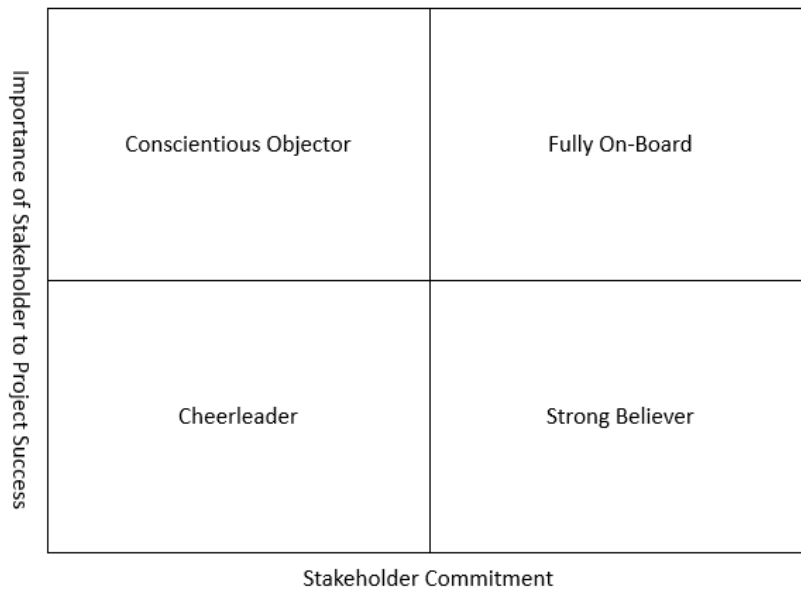 Importance of Stakeholder to Project Success
Conscientious Objector
Fully On-Board
Cheerleader
Strong Believer
Stakeholder Commitment